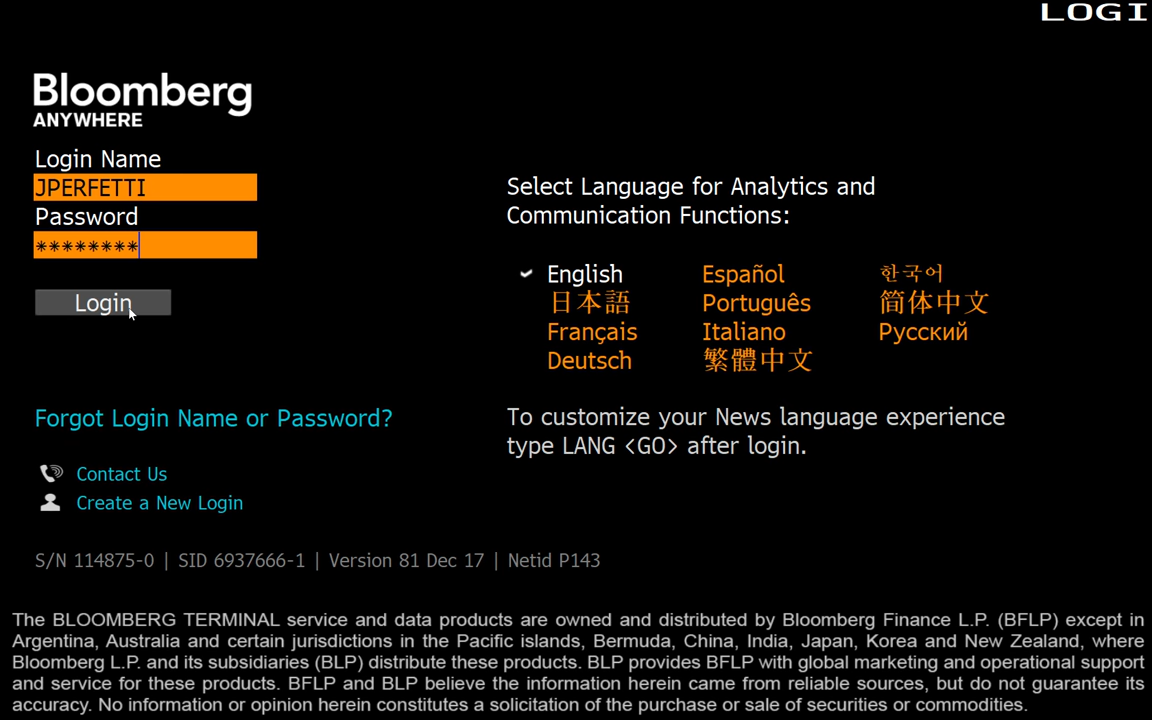 LOGI
Bloomberg
ANYWHERE
Login Name
JPERFETTI
Password
********
Login
Forgot Login Name or Password?
Contact Us
Create a New Login
Select Language for Analytics and
Communication Functions:
English Español 한국어
日本語 Português 简体中文
Français Italiano Русский
Deutsch 繁體中文
To customize your News language experience
type LANG <GO> after login.
S/N 114875-0 | SID 6937666-1 | Version 81 Dec 17 | Netid P143
The BLOOMBERG TERMINAL service and data products are owned and distributed by Bloomberg Finance L.P. (BFLP) except in
Argentina, Australia and certain jurisdictions in the Pacific islands, Bermuda, China, India, Japan, Korea and New Zealand, where
Bloomberg L.P. and its subsidiaries (BLP) distribute these products. BLP provides BFLP with global marketing and operational support
and service for these products. BFLP and BLP believe the information herein came from reliable sources, but do not guarantee its
accuracy. No information or opinion herein constitutes a solicitation of the purchase or sale of securities or commodities.